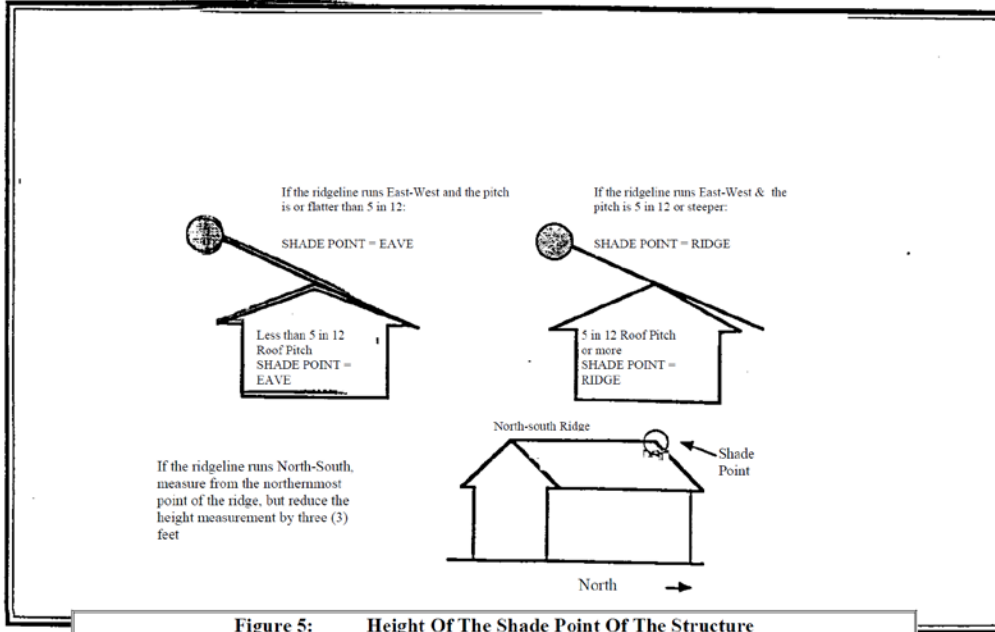 If the ridgeline runs East-West and the pitch
is or flatter than 5 in 12:
SHADE POINT = EAVE
If the ridgeline runs East-West & the
pitch is 5 in 12 or steeper:
SHADE POINT = RIDGE
Less than 5 in 12
Roof Pitch
SHADE POINT =
EAVE
5 in 12 Roof Pitch
or more
SHADE POINT =
RIDGE
North-south Ridge
Shade
Point
If the ridgeline runs North-South,
measure from the northernmost
point of the ridge, but reduce the
height measurement by three (3)
feet
North
Figure 5: Height Of The Shade Point Of The Structure